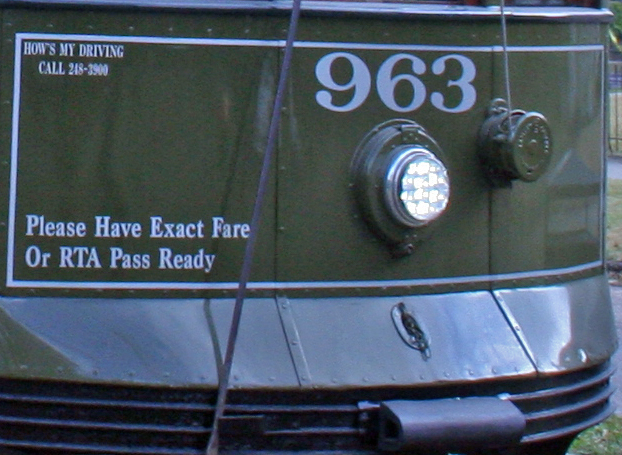 HOW'S MY DRIVING
CALL 248-3900
963
Please Have Exact Fare
Or RTA Pass Ready